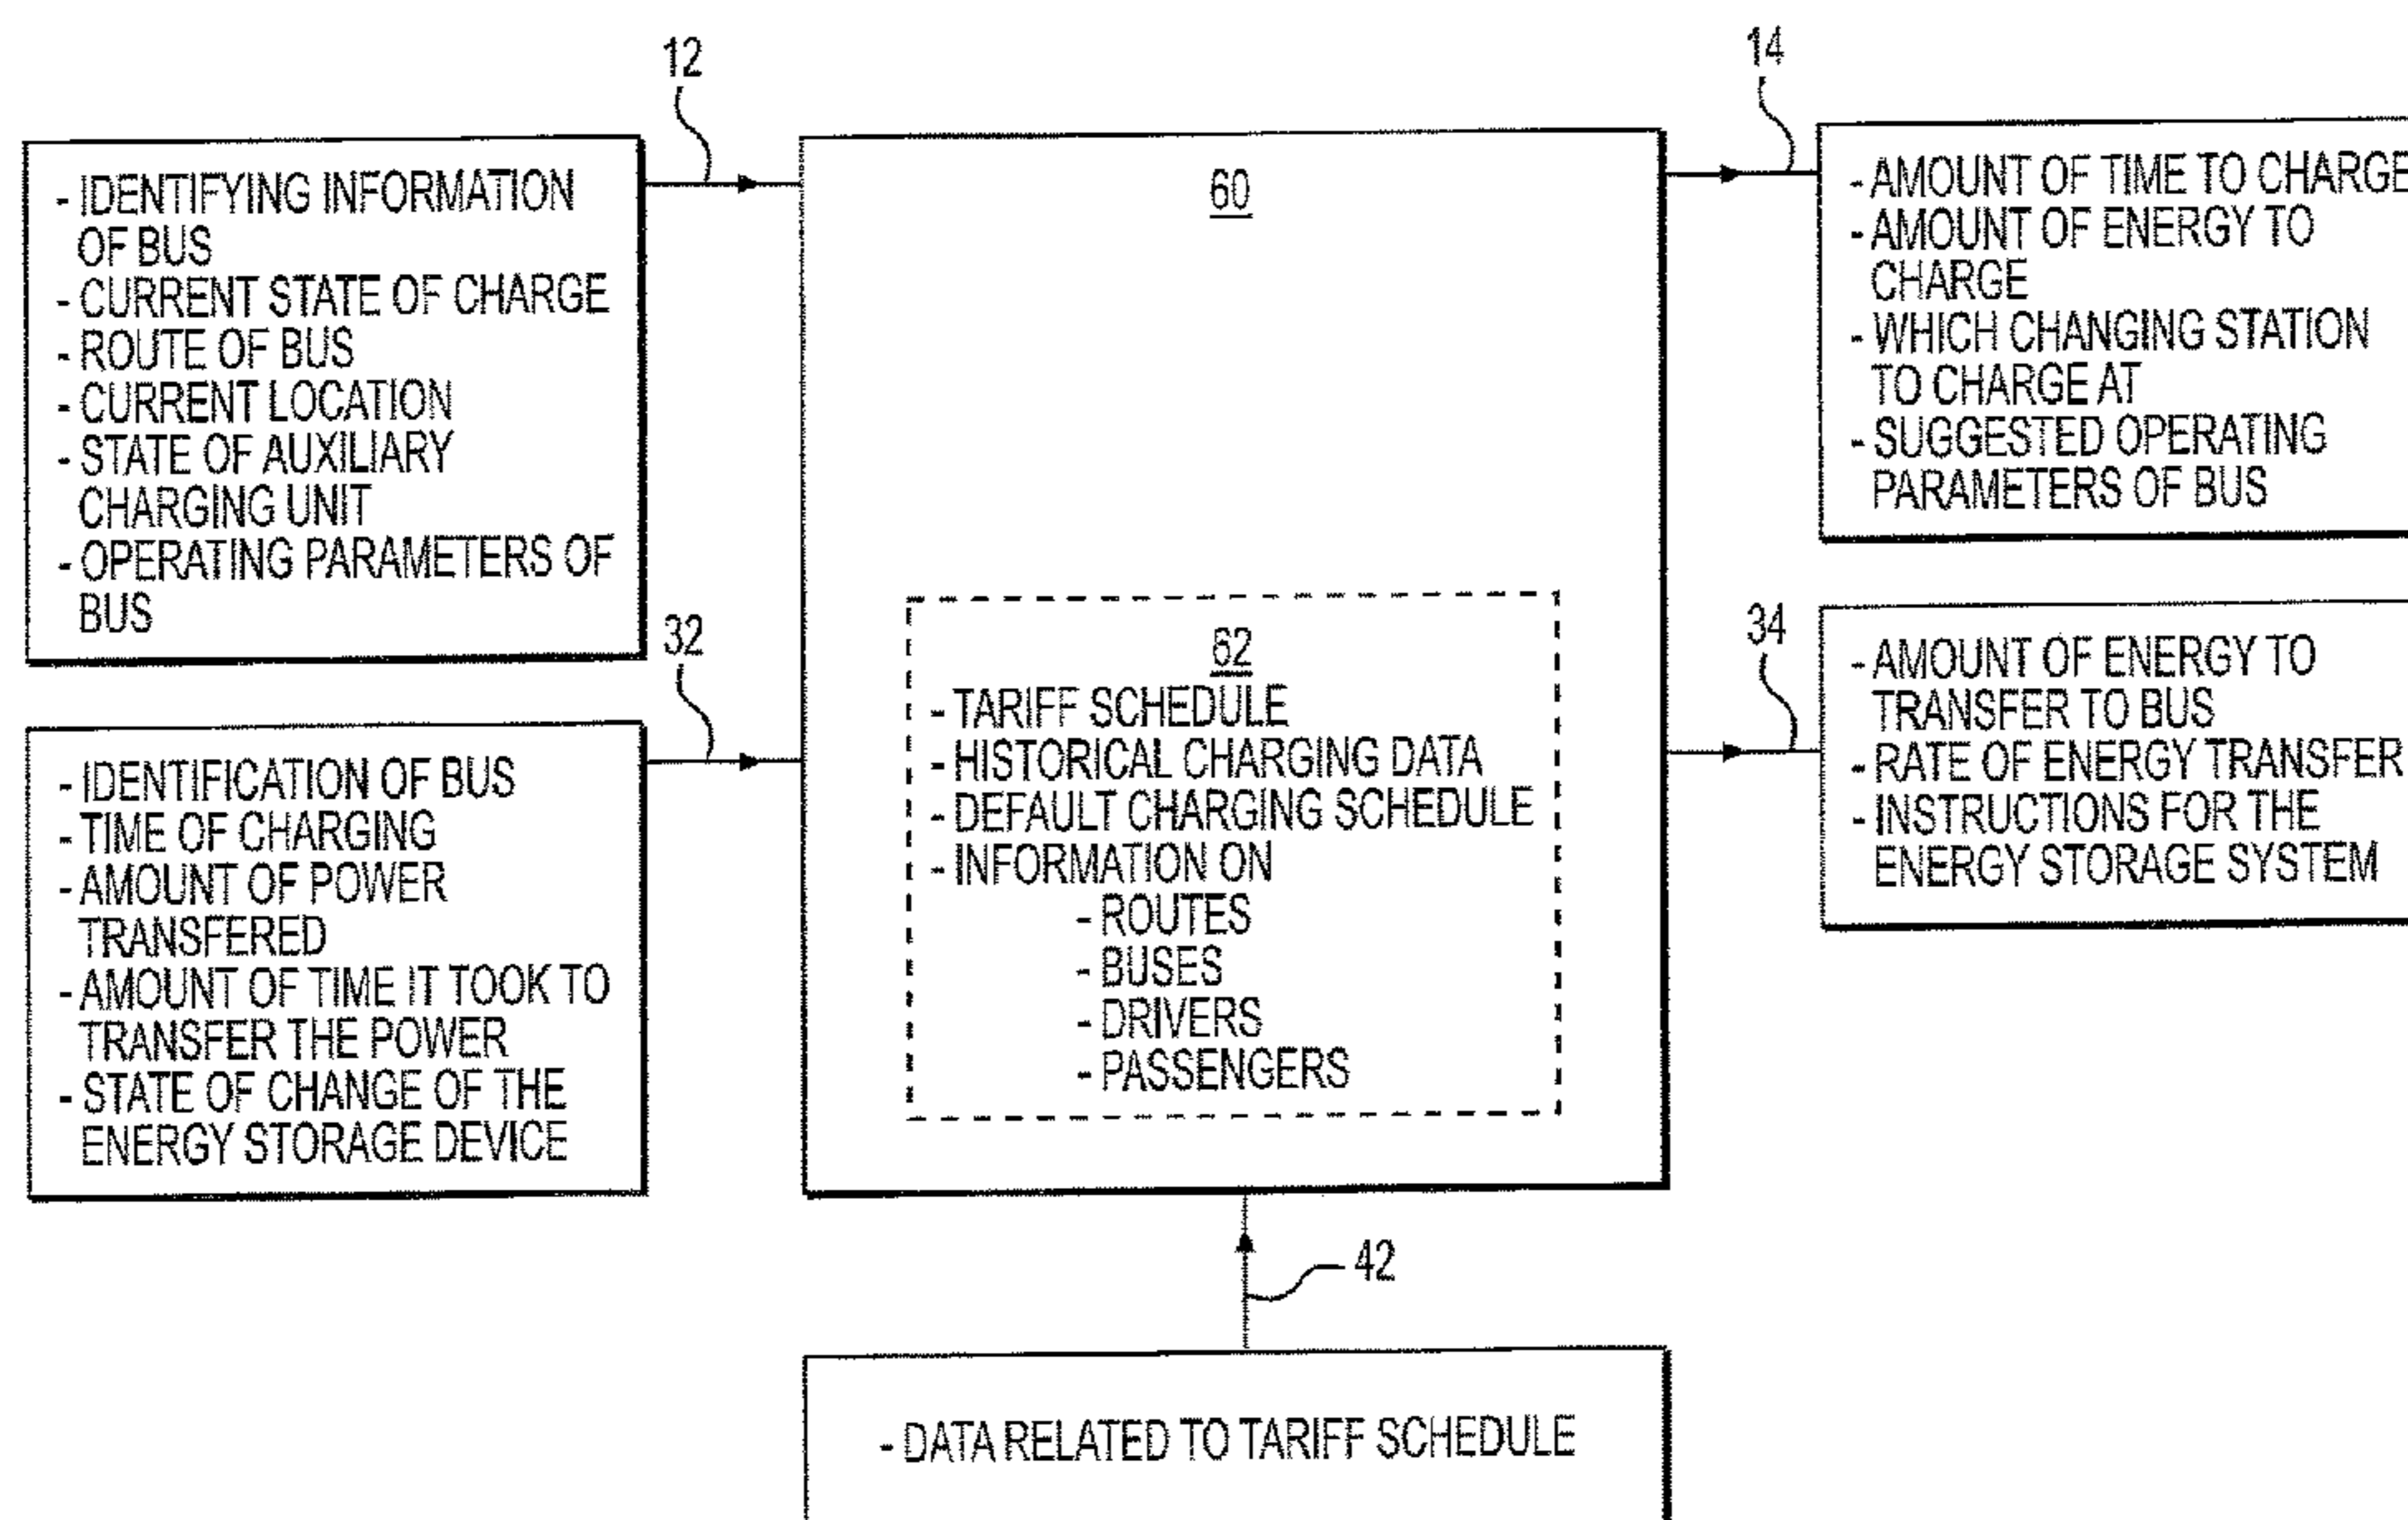 12
- IDENTIFYING INFORMATION
OF BUS
- CURRENT STATE OF CHARGE
- ROUTE OF BUS
- CURRENT LOCATION
- STATE OF AUXILIARY
CHARGING UNIT
- OPERATING PARAMETERS OF
BUS
32
- IDENTIFICATION OF BUS
- TIME OF CHARGING
- AMOUNT OF POWER
TRANSFERED
- AMOUNT OF TIME IT TOOK TO
TRANSFER THE POWER
- STATE OF CHANGE OF THE
ENERGY STORAGE DEVICE
60
62
- TARIFF SCHEDULE
- HISTORICAL CHARGING DATA
- DEFAULT CHARGING SCHEDULE
- INFORMATION ON
- ROUTES
- BUSES
- DRIVERS
- PASSENGERS
14
- AMOUNT OF TIME TO CHARGE
- AMOUNT OF ENERGY TO
CHARGE
- WHICH CHANGING STATION
TO CHARGE AT
- SUGGESTED OPERATING
PARAMETERS OF BUS
34
- AMOUNT OF ENERGY TO
TRANSFER TO BUS
- RATE OF ENERGY TRANSFER
- INSTRUCTIONS FOR THE
ENERGY STORAGE SYSTEM
42
- DATA RELATED TO TARIFF SCHEDULE